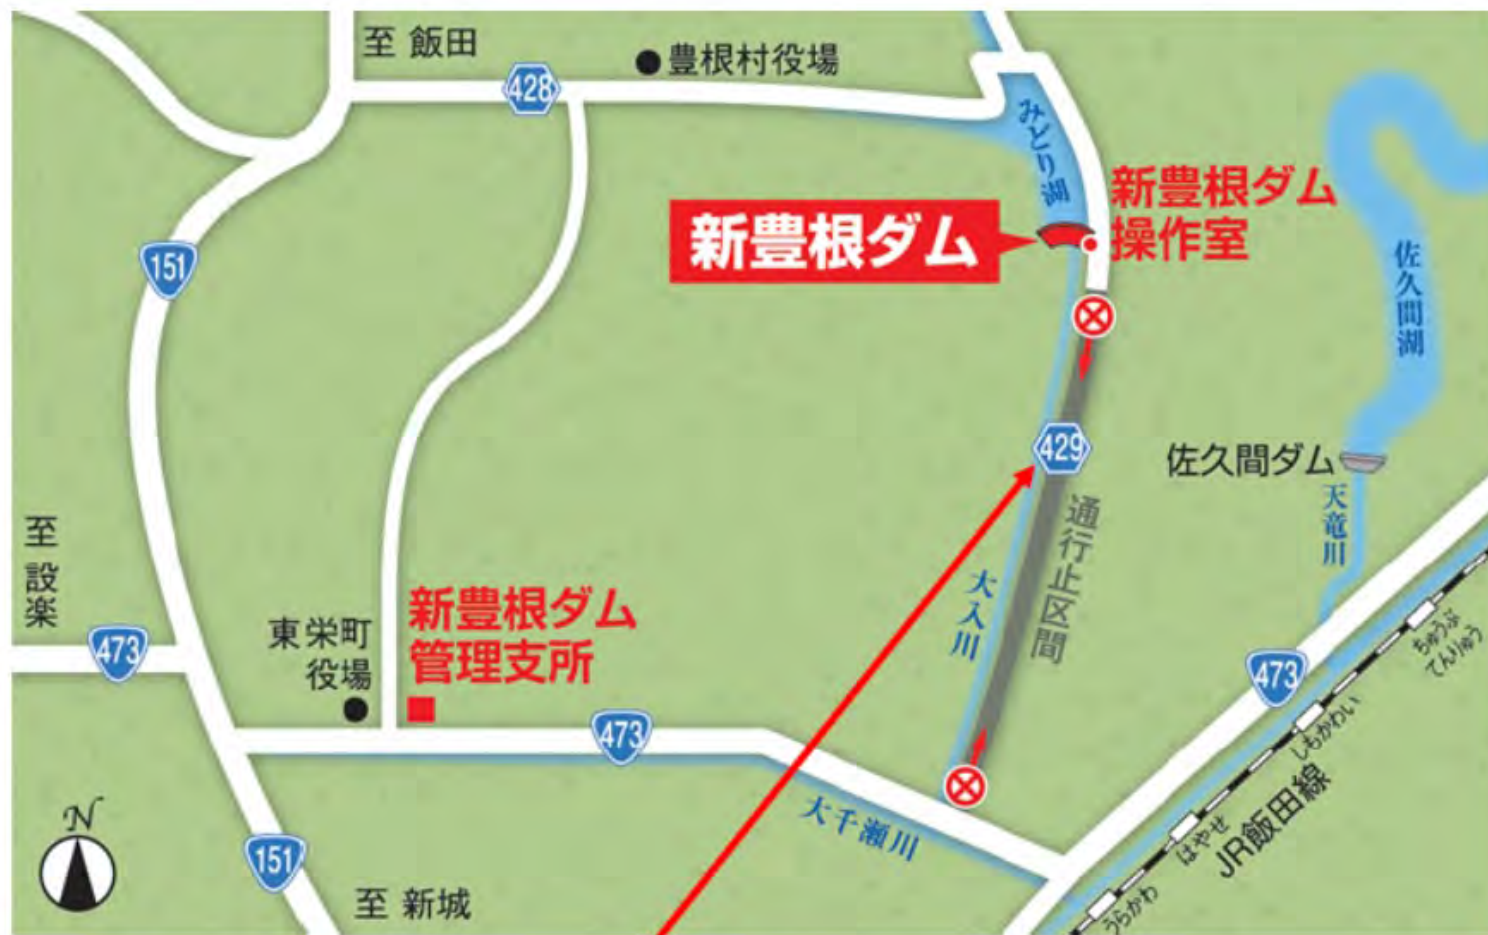 至 飯田
豊根村役場
428
みどり湖
新豊根ダム
操作室
新豊根ダム
151
佐久間湖
429
佐久間ダム
通行止区間
天竜川
至 設楽
大入川
新豊根ダム
管理支所
東栄町
役場
473
473
473
ちゅうぶ
てんりゅう
しもかわい
大千瀬川
はやせ
JR飯田線
N
151
至 新城
うらかわ